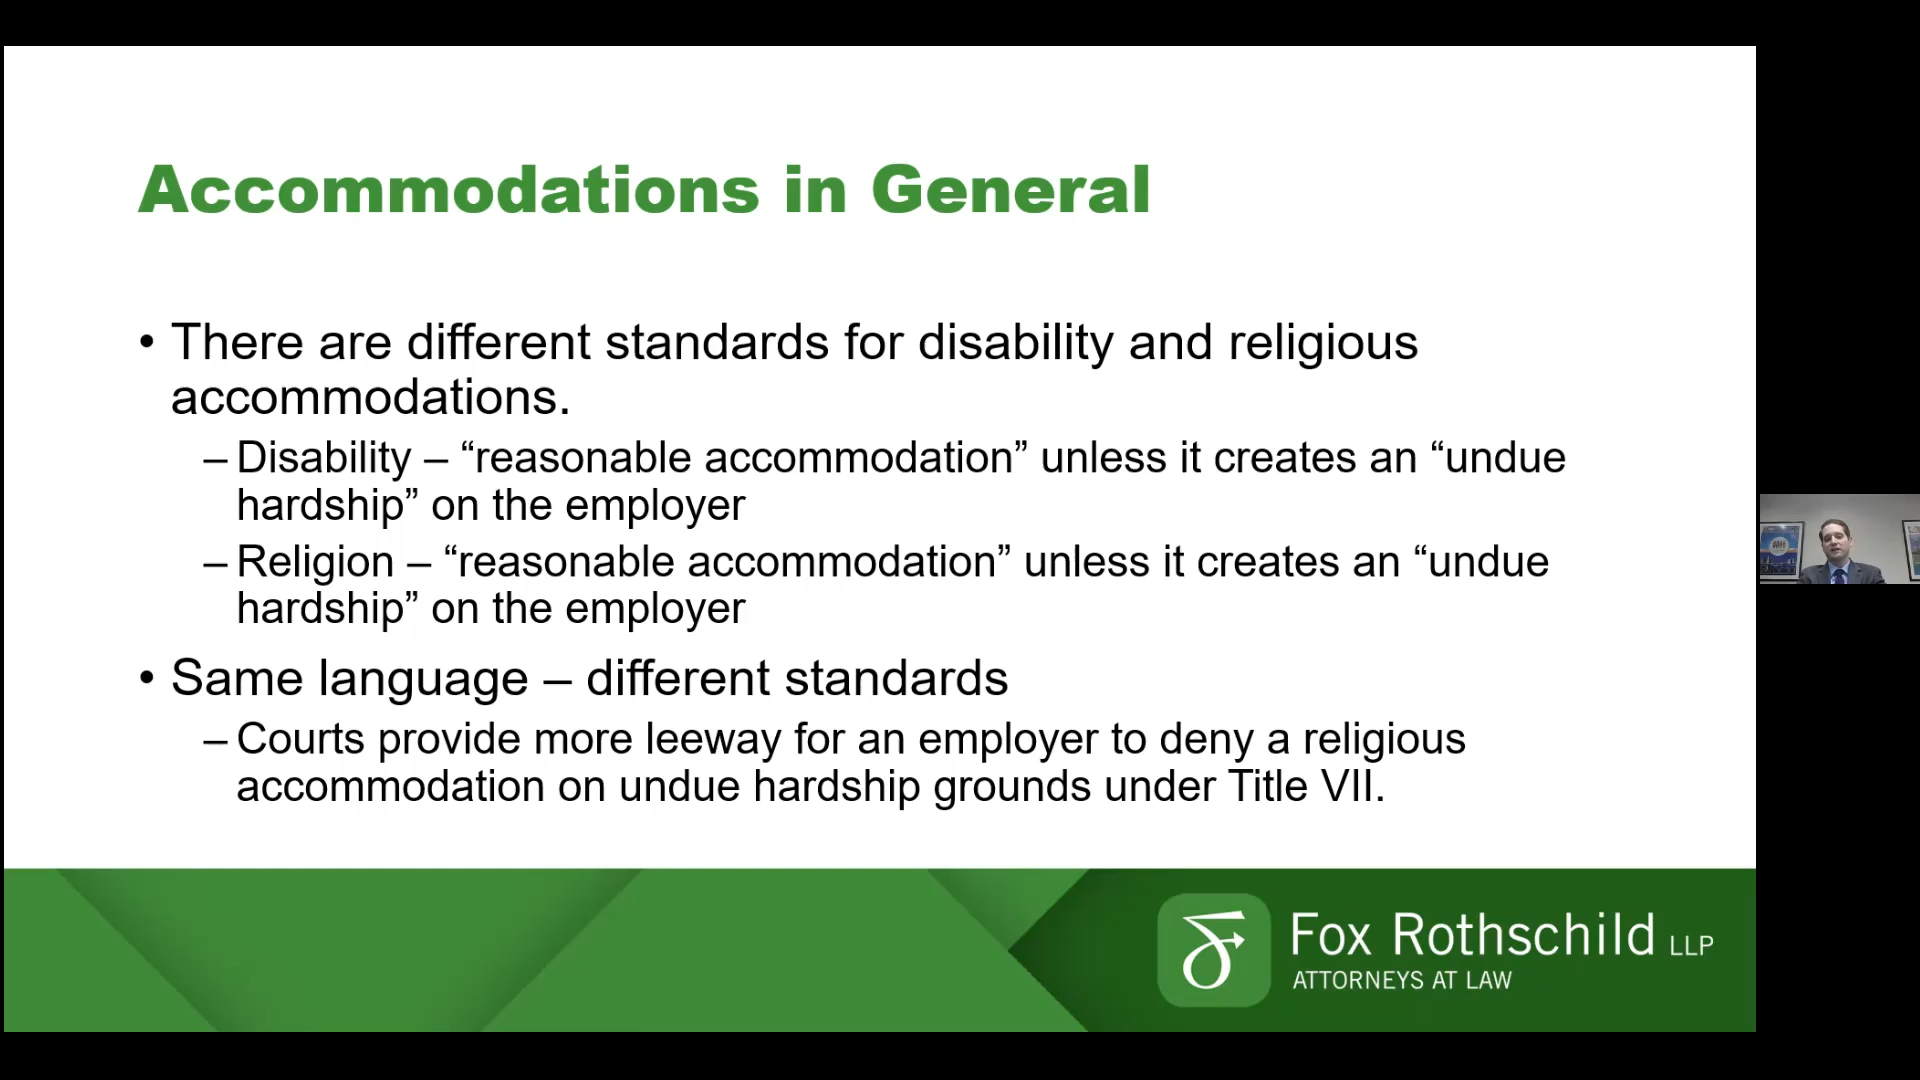 Accommodations in General
• There are different standards for disability and religious
accommodations.
– Disability – “reasonable accommodation” unless it creates an “undue
hardship” on the employer
– Religion – “reasonable accommodation” unless it creates an “undue
hardship” on the employer
• Same language – different standards
– Courts provide more leeway for an employer to deny a religious
accommodation on undue hardship grounds under Title VII.
Fox Rothschild LLP
ATTORNEYS AT LAW